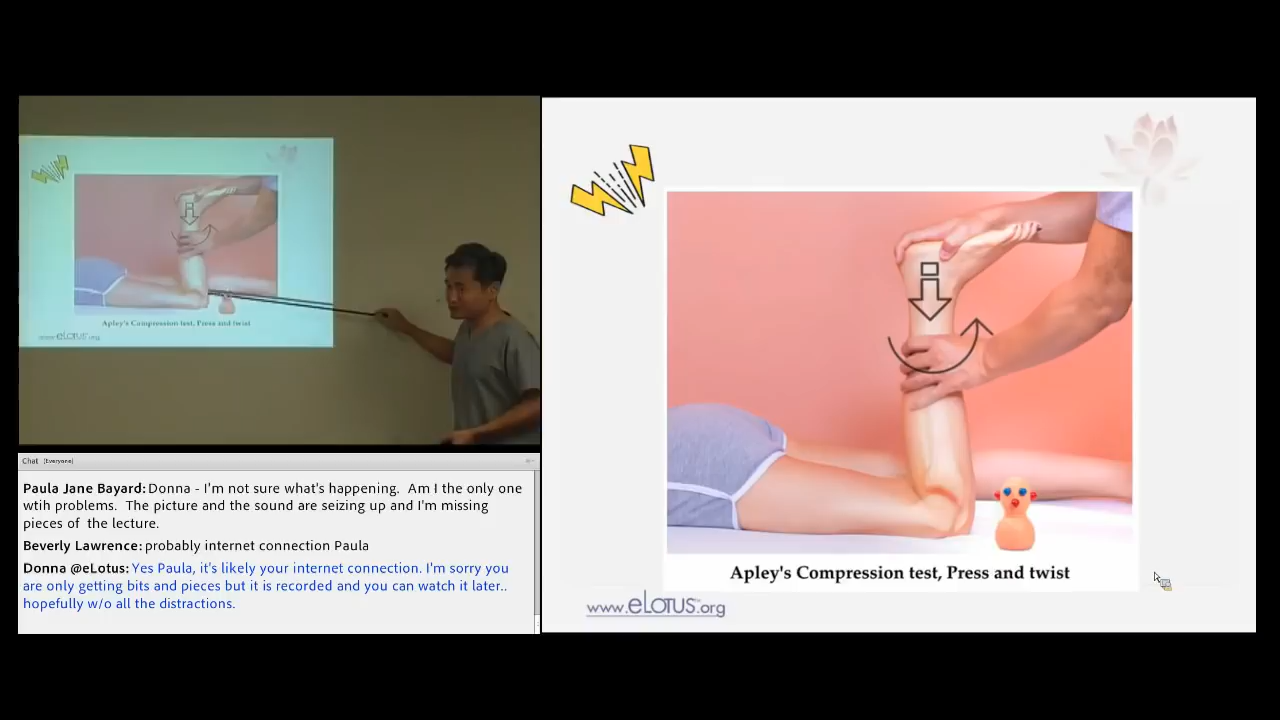 Apley's Compression test, Press and twist
www.eLOTUS.org
Chat (Everyone)
Paula Jane Bayard: Donna - I'm not sure what's happening. Am I the only one
wtih problems. The picture and the sound are seizing up and I'm missing
pieces of the lecture.
Beverly Lawrence: probably internet connection Paula
Donna @eLotus: Yes Paula, it's likely your internet connection. I'm sorry you
are only getting bits and pieces but it is recorded and you can watch it later..
hopefully w/o all the distractions.
Apley's Compression test, Press and twist
www.eLOTUS.org